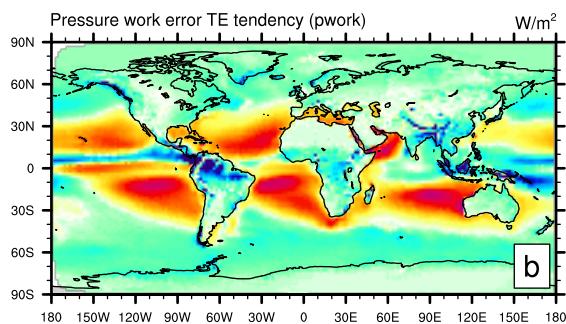 Pressure work error TE tendency (pwork) W/m²
90N
60N
30N
0
30S
60S
90S
b
180 150W 120W 90W 60W 30W 0 30E 60E 90E 120E 150E 180